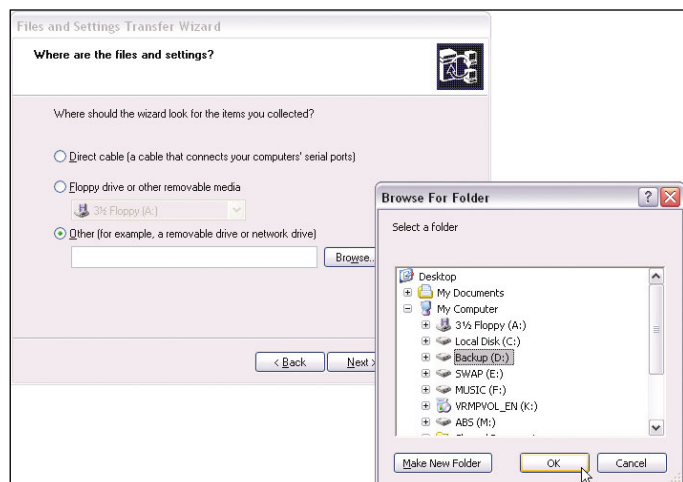 Files and Settings Transfer Wizard
Where are the files and settings?
Where should the wizard look for the items you collected?
Direct cable (a cable that connects your computers' serial ports)
Floppy drive or other removable media
3½ Floppy (A:)
Other (for example, a removable drive or network drive)
Browse..
< Back
Next >
Browse For Folder
Select a folder
Desktop
My Documents
My Computer
3½ Floppy (A:)
Local Disk (C:)
Backup (D:)
SWAP (E:)
MUSIC (F:)
VRMPVOL_EN (K:)
ABS (M:)
Make New Folder
OK
Cancel